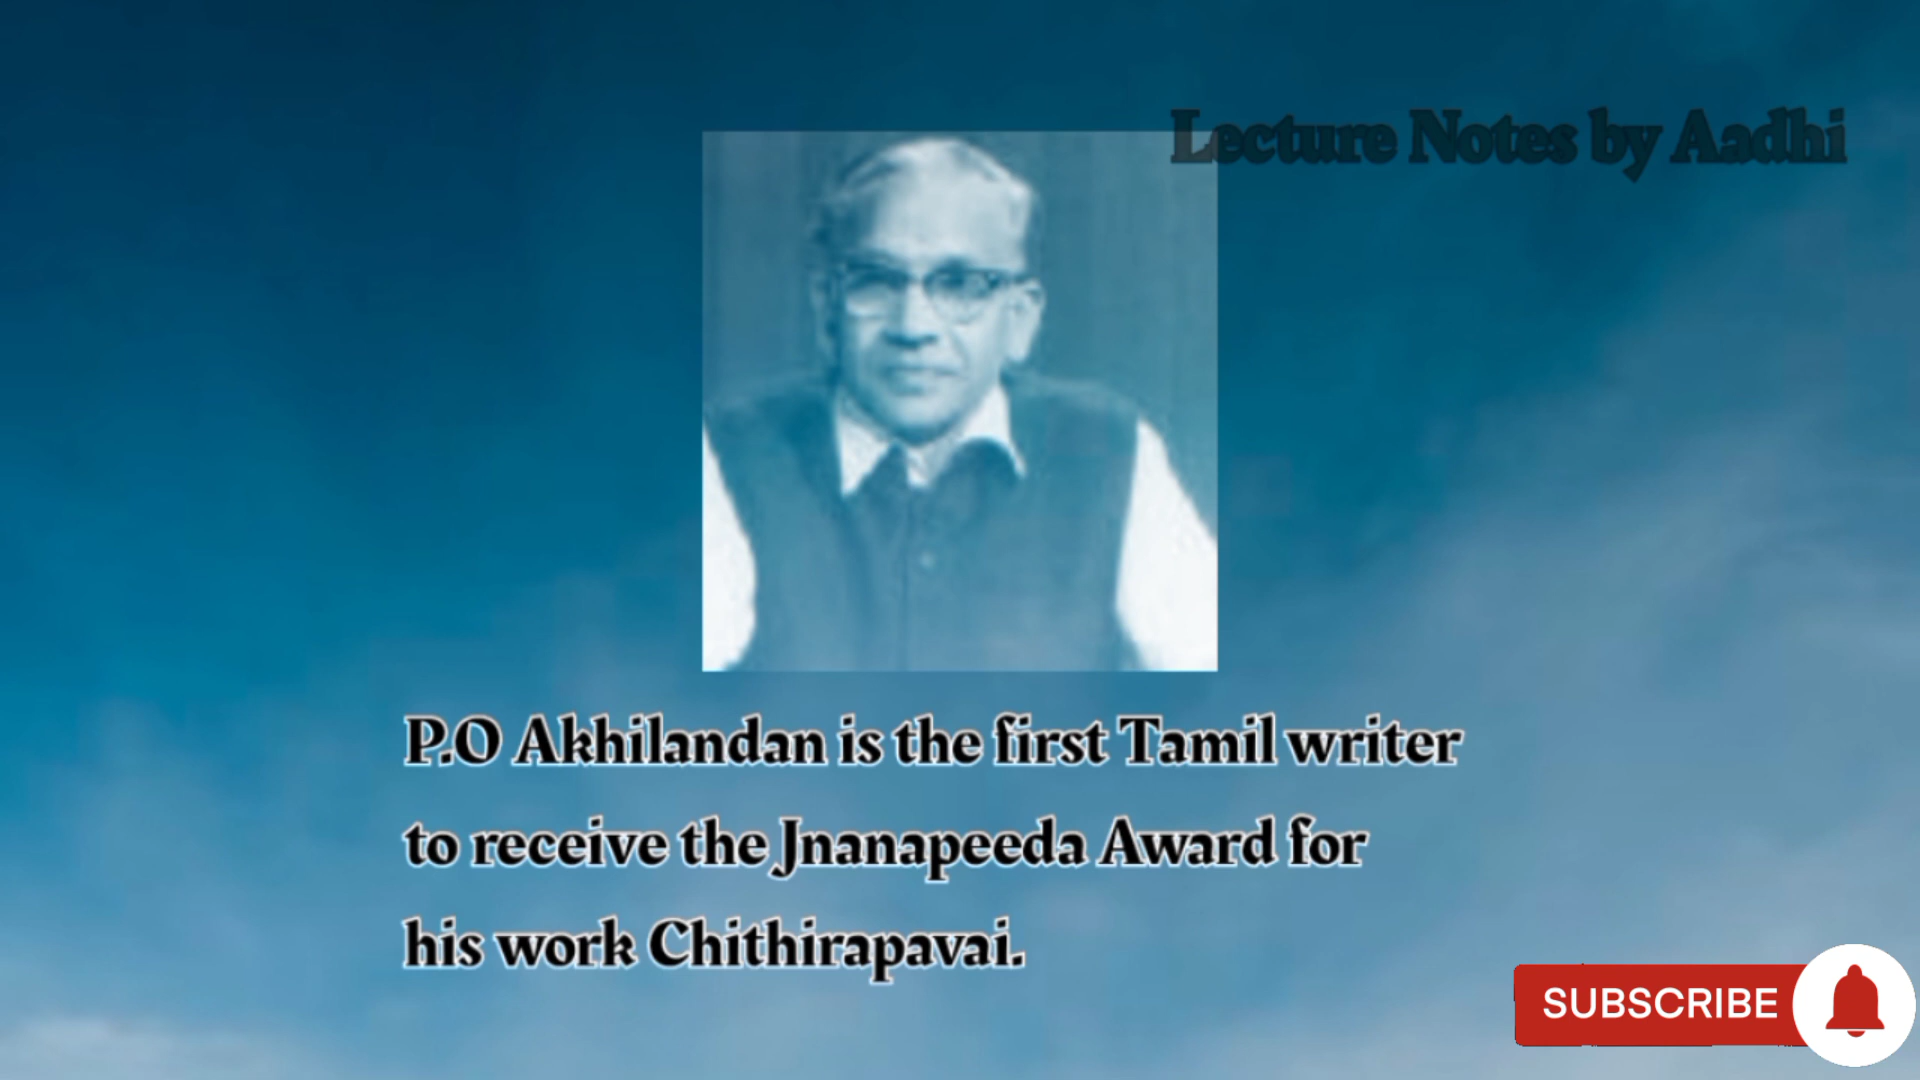 Lecture Notes by Aadhi
P.O Akhilandan is the first Tamil writer
to receive the Jnanapeeda Award for
his work Chithirapavai.
SUBSCRIBE